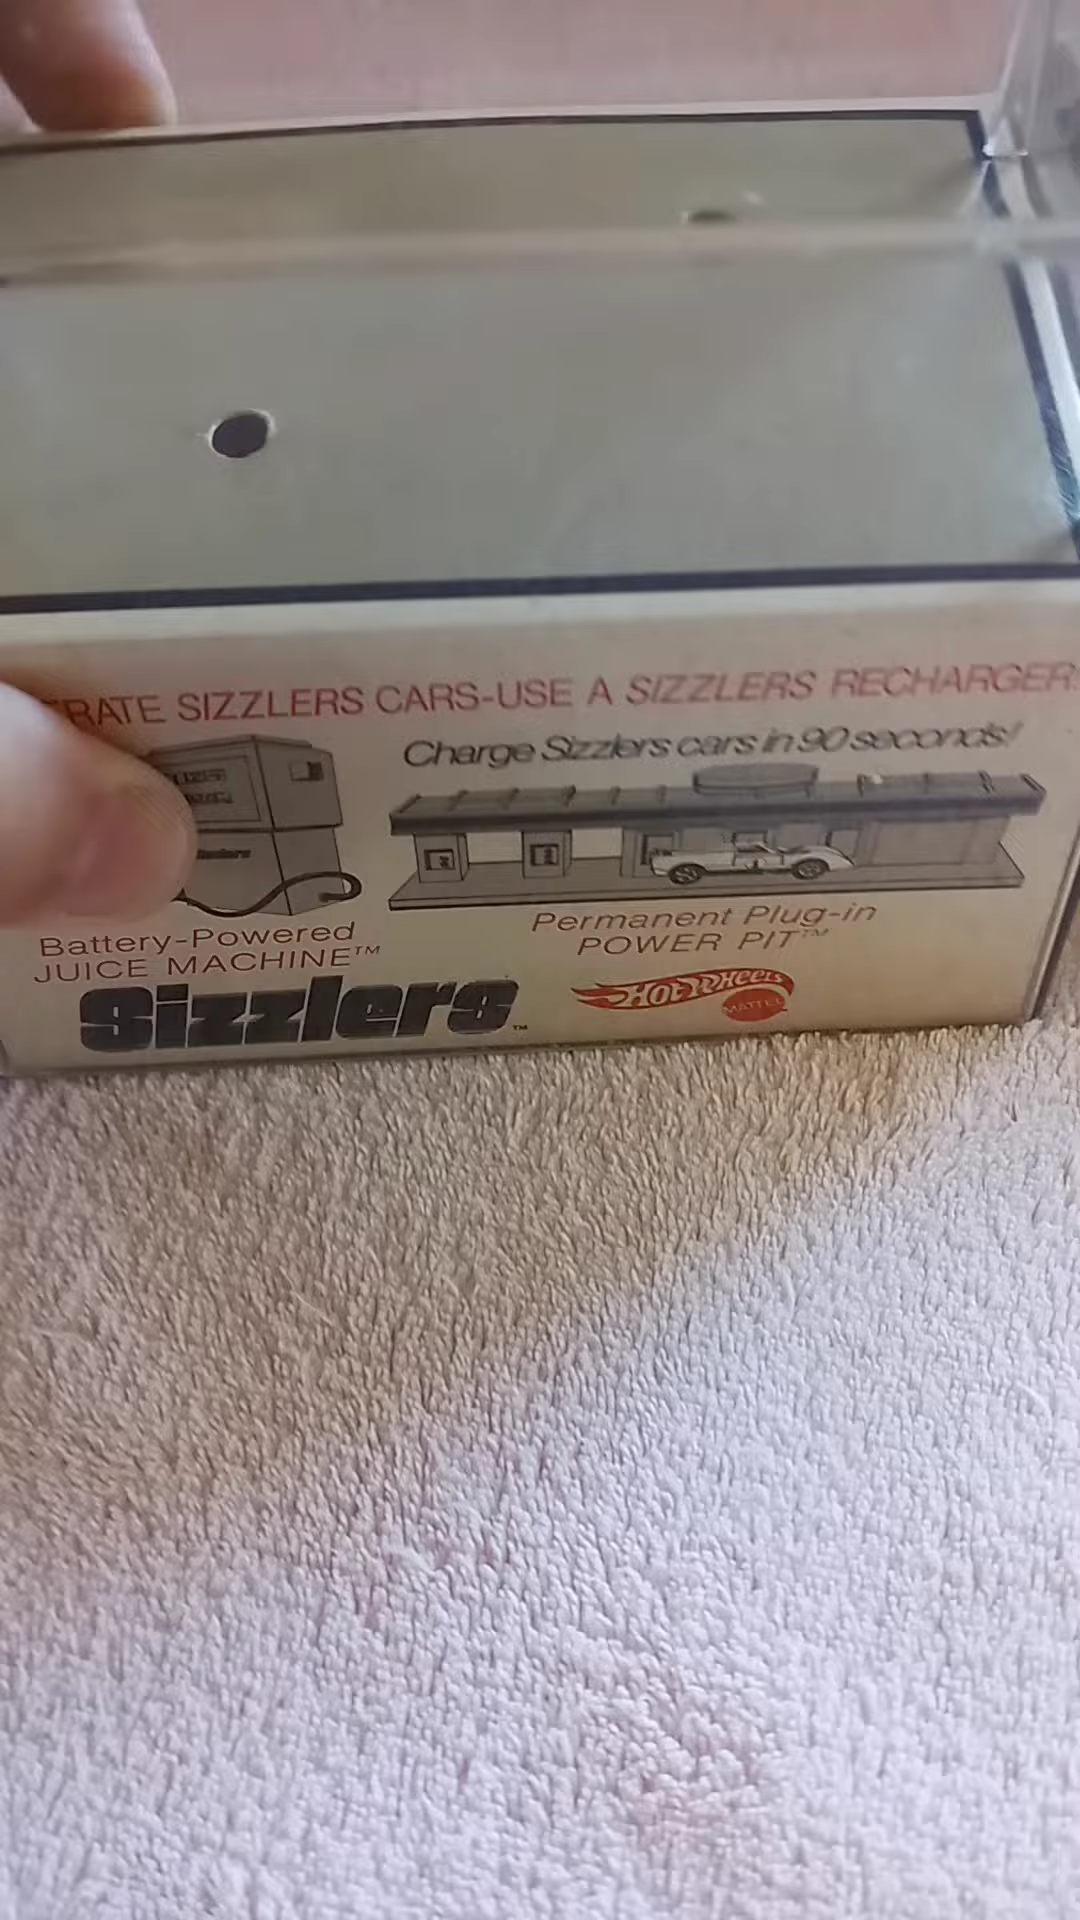 RATE SIZZLERS CARS-USE A SIZZLERS RECHARGER
Charge Sizzlers cars in 90 seconds!
Sizzlers
Battery-Powered
JUICE MACHINE™
Permanent Plug-in
POWER PIT™
Sizzlers™
HOT WHEELS
MATTEL